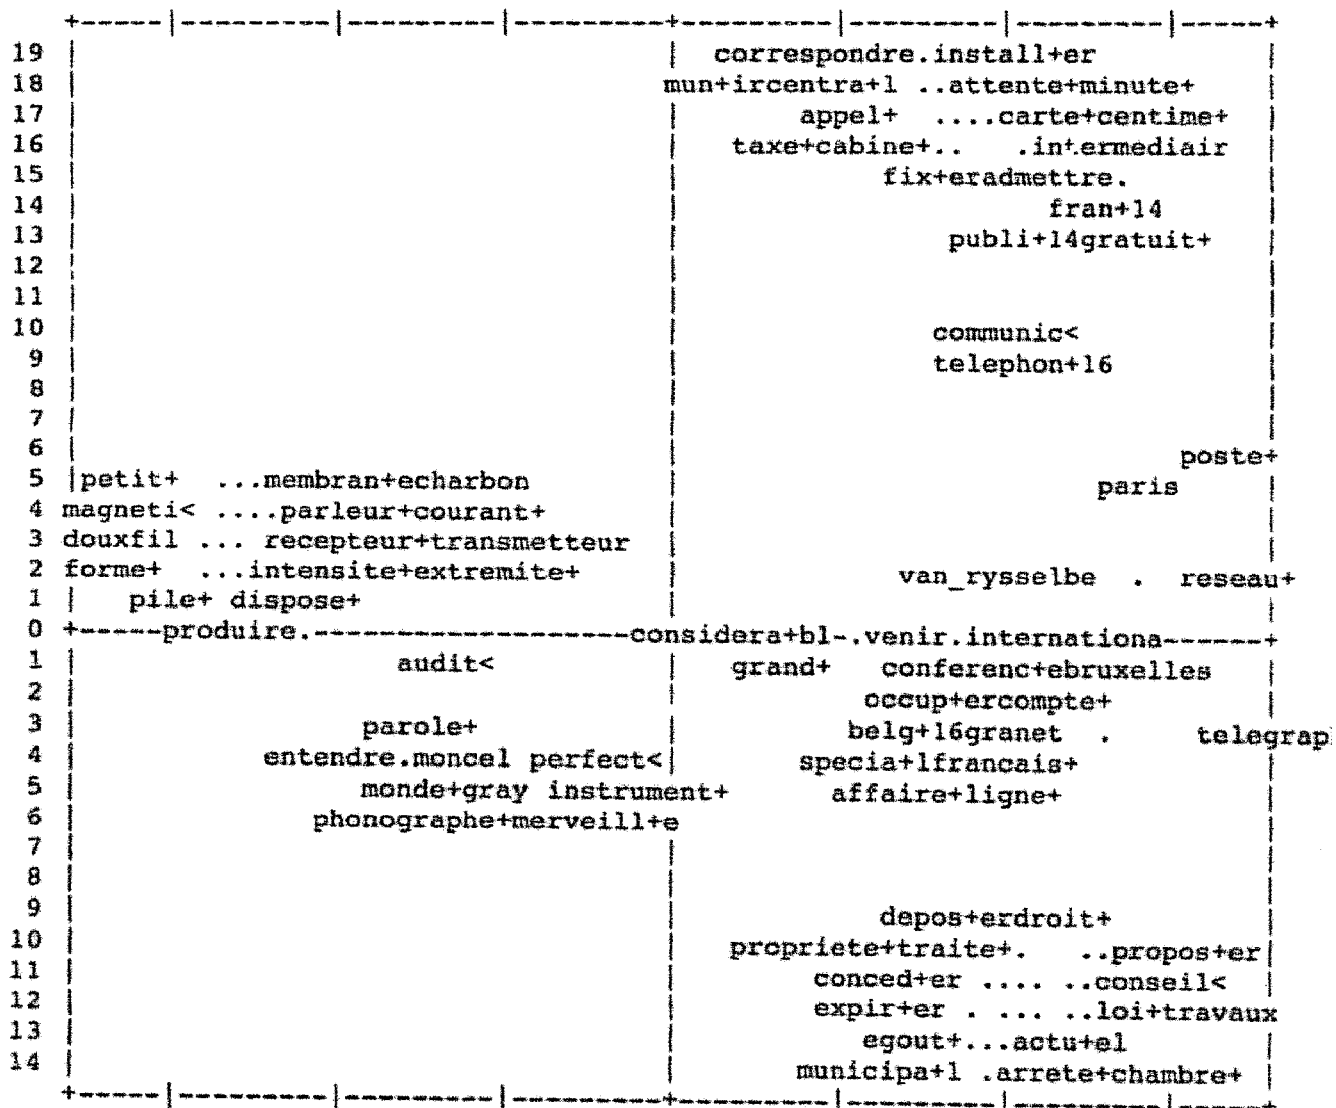 +-----|---------|---------|---------+---------|---------|---------|-----+
19 | | correspondre.install+er |
18 | mun+ircentra+l ..attente+minute+ |
17 | | appel+ ....carte+centime+ |
16 | | taxe+cabine+.. .intermediair |
15 | | fix+eradmettre. |
14 | | fran+14 |
13 | | publi+14gratuit+ |
12 | | |
11 | | |
10 | | communic< |
9 | | telephon+16 |
8 | | |
7 | | |
6 | | poste+
5 |petit+ ...membran+echarbon | paris |
4 magneti< ....parleur+courant+ | |
3 douxfil ... recepteur+transmetteur | |
2 forme+ ...intensite+extremite+ | van_rysselbe . reseau+
1 | pile+ dispose+ | |
0 +-----produire.-------------------considera+bl-.venir.internationa------+
1 | audit< | grand+ conferenc+ebruxelles |
2 | | occup+ercompte+ |
3 | parole+ | belg+16granet . telegrap
4 | entendre.moncel perfect<| specia+lfrancais+ |
5 | monde+gray instrument+ affaire+ligne+ |
6 | phonographe+merveill+e |
7 | | |
8 | | |
9 | | depos+erdroit+ |
10 | | propriete+traite+. ..propos+er|
11 | | conced+er .... ..conseil< |
12 | | expir+er . ... ..loi+travaux
13 | | egout+...actu+el |
14 | | municipa+l .arrete+chambre+ |
+-----|---------|---------|---------+---------|---------|---------|-----+